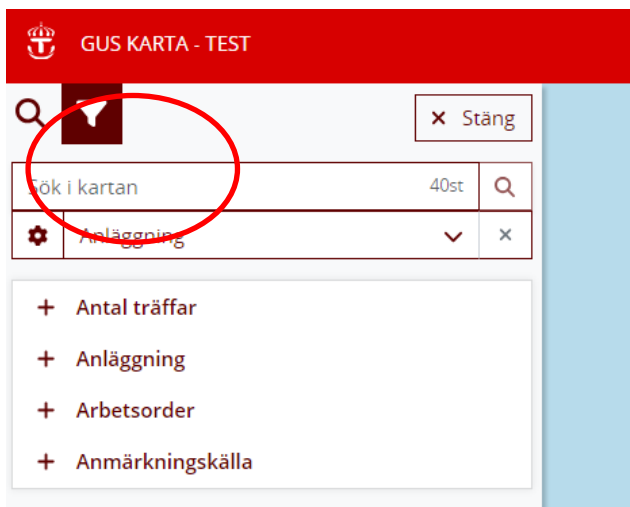 GUS KARTA - TEST
Stäng
Sök i kartan 40st
Anläggning
Antal träffar
Anläggning
Arbetsorder
Anmärkningskälla